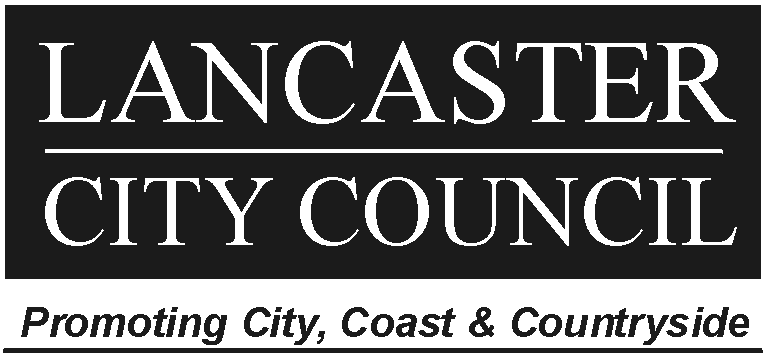 LANCASTER
CITY COUNCIL
Promoting City, Coast & Countryside